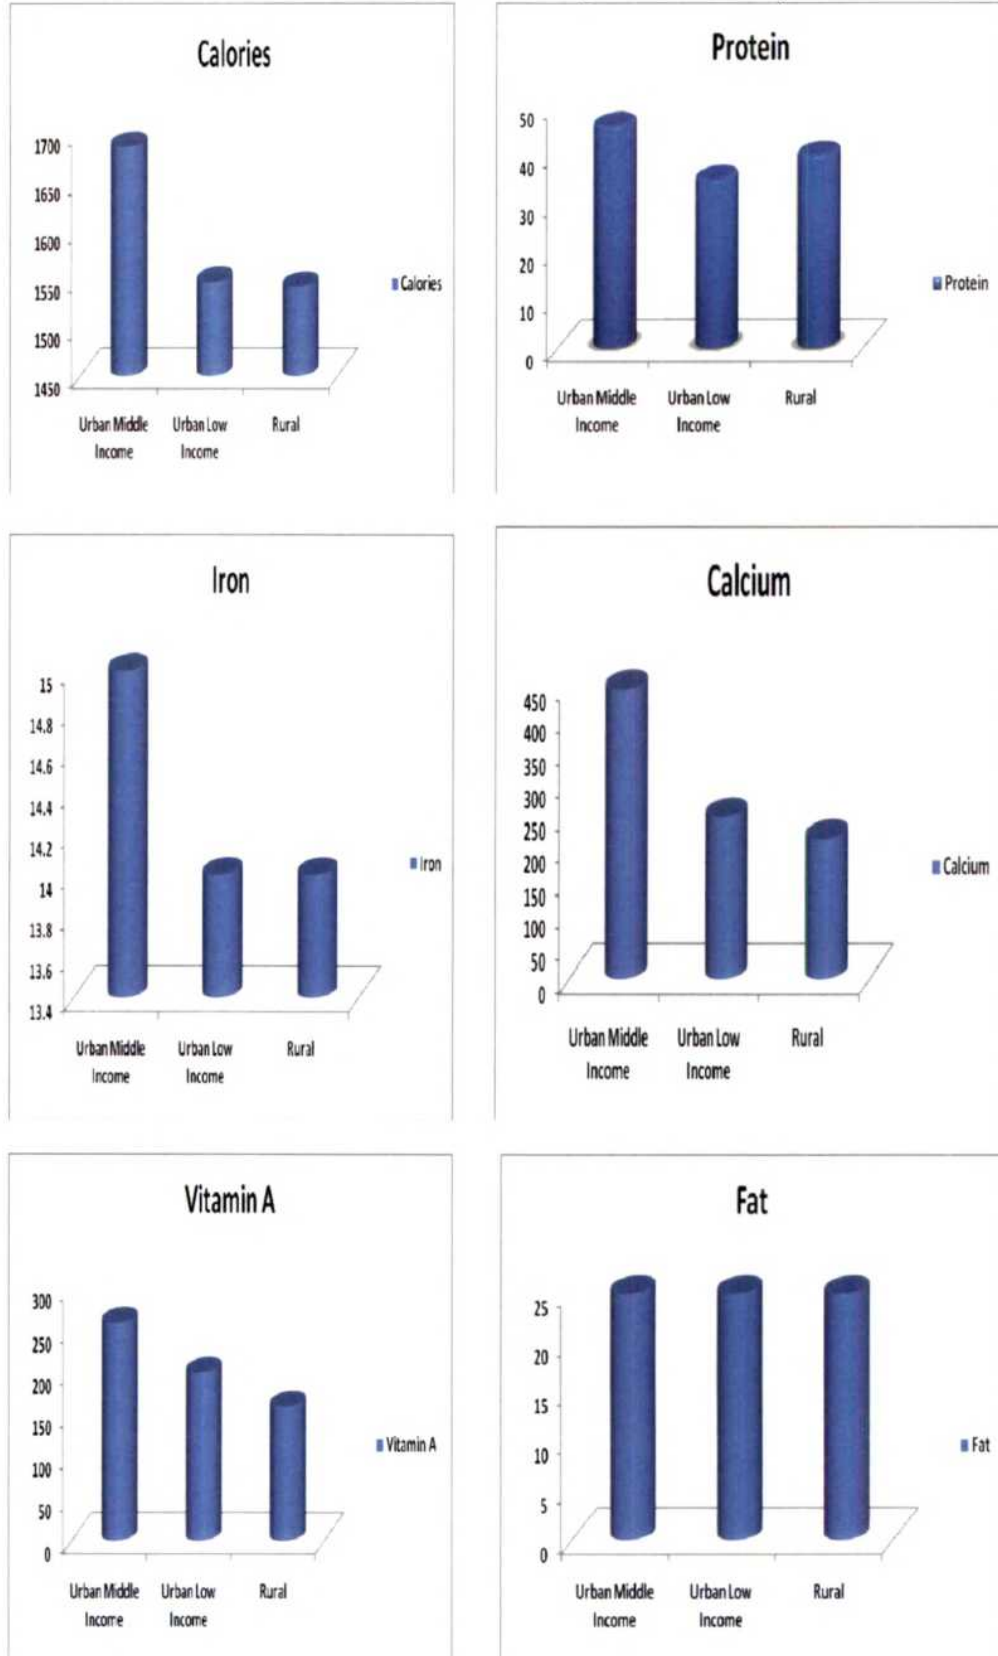 Calories
1700
1650
1600
1550
1500
1450
Urban Middle Income
Urban Low Income
Rural
Calories
Protein
50
40
30
20
10
0
Urban Middle Income
Urban Low Income
Rural
Protein
Iron
15
14.8
14.6
14.4
14.2
14
13.8
13.6
13.4
Urban Middle Income
Urban Low Income
Rural
Iron
Calcium
450
400
350
300
250
200
150
100
50
0
Urban Middle Income
Urban Low Income
Rural
Calcium
Vitamin A
300
250
200
150
100
50
0
Urban Middle Income
Urban Low Income
Rural
Vitamin A
Fat
25
20
15
10
5
0
Urban Middle Income
Urban Low Income
Rural
Fat